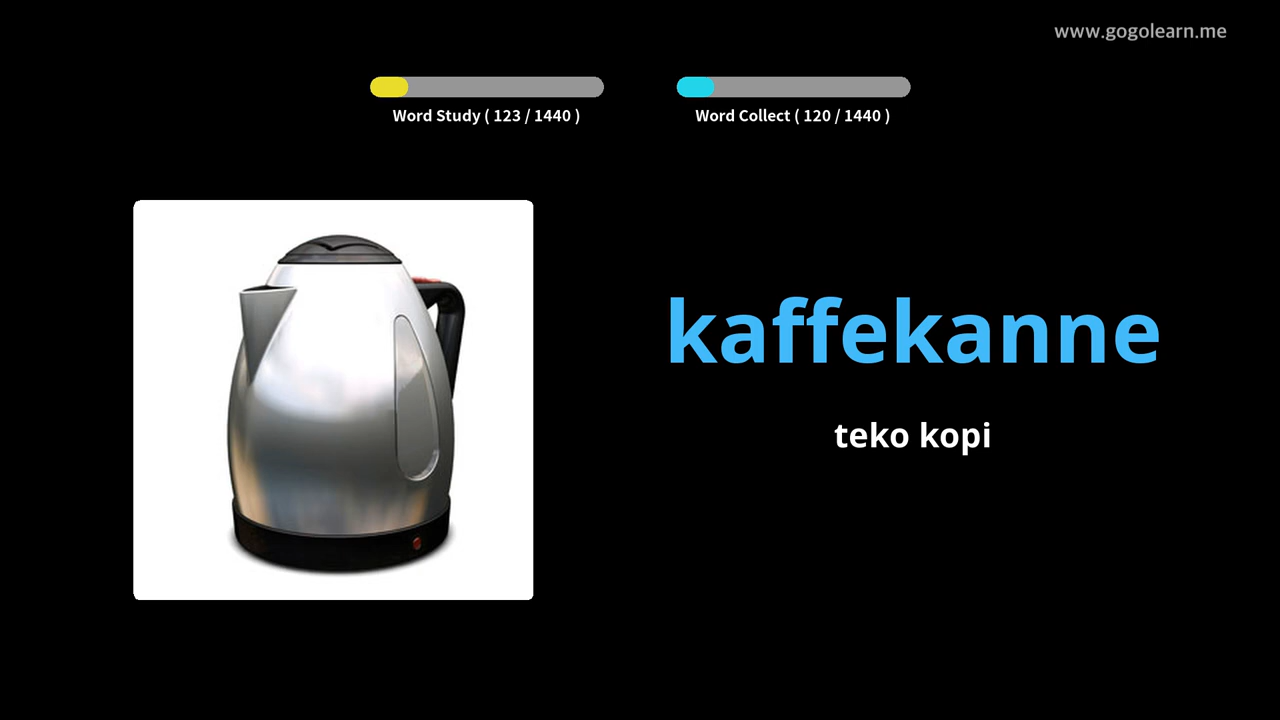 www.gogolearn.me
Word Study ( 123 / 1440 )
Word Collect ( 120 / 1440 )
kaffekanne
teko kopi